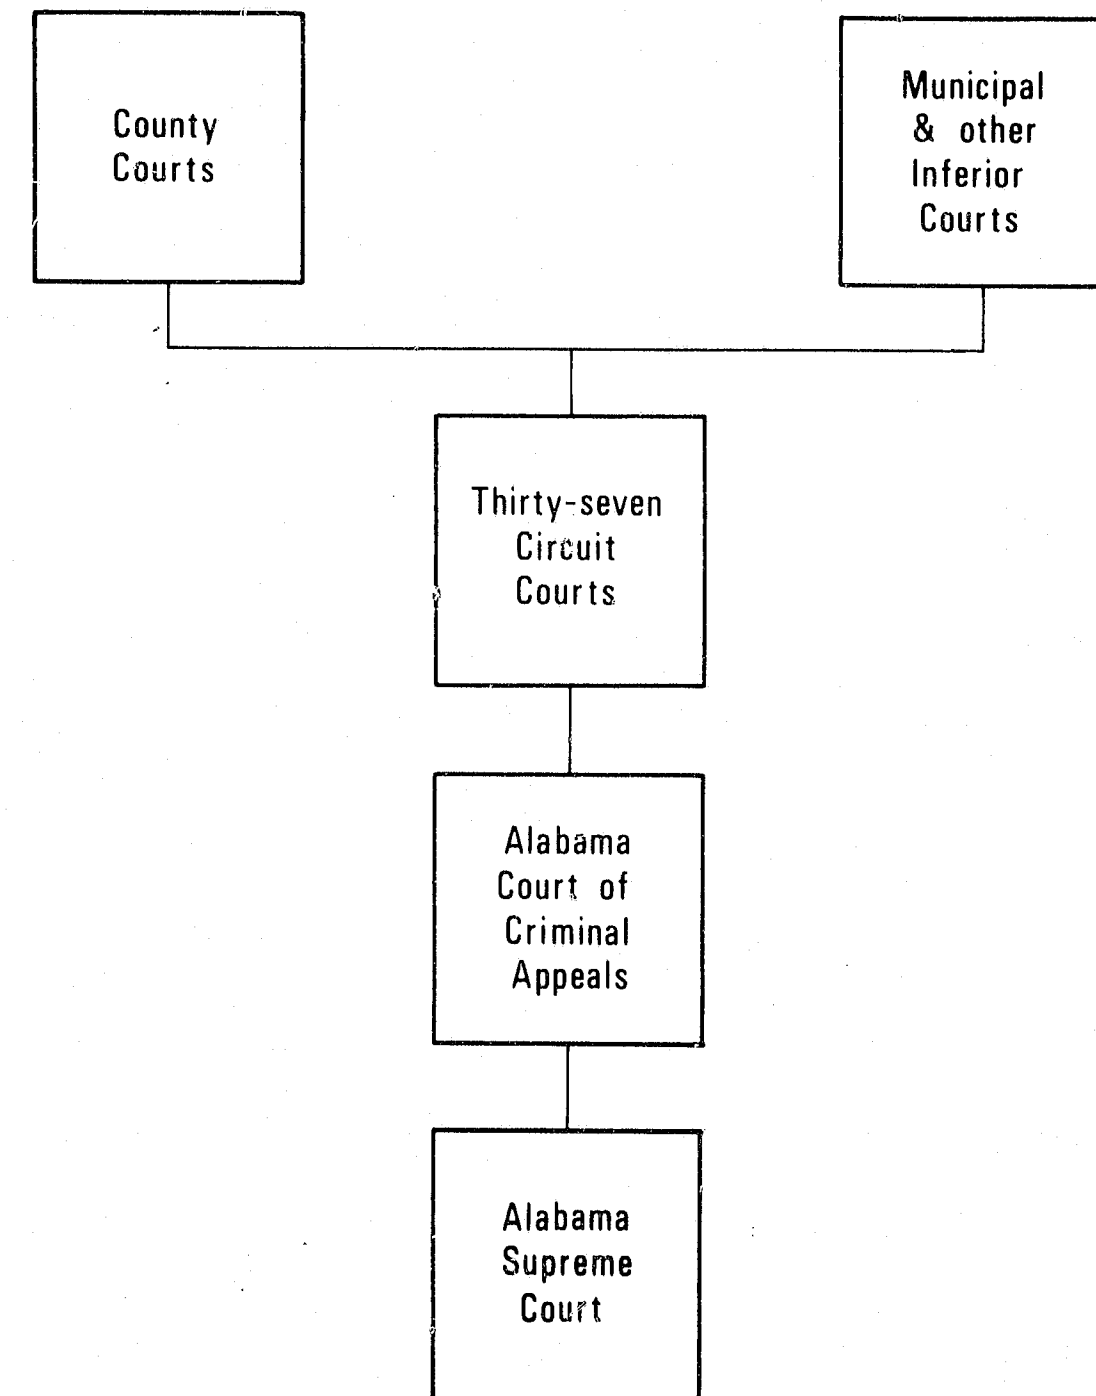 County
Courts
Municipal
& other
Inferior
Courts
Thirty-seven
Circuit
Courts
Alabama
Court of
Criminal
Appeals
Alabama
Supreme
Court